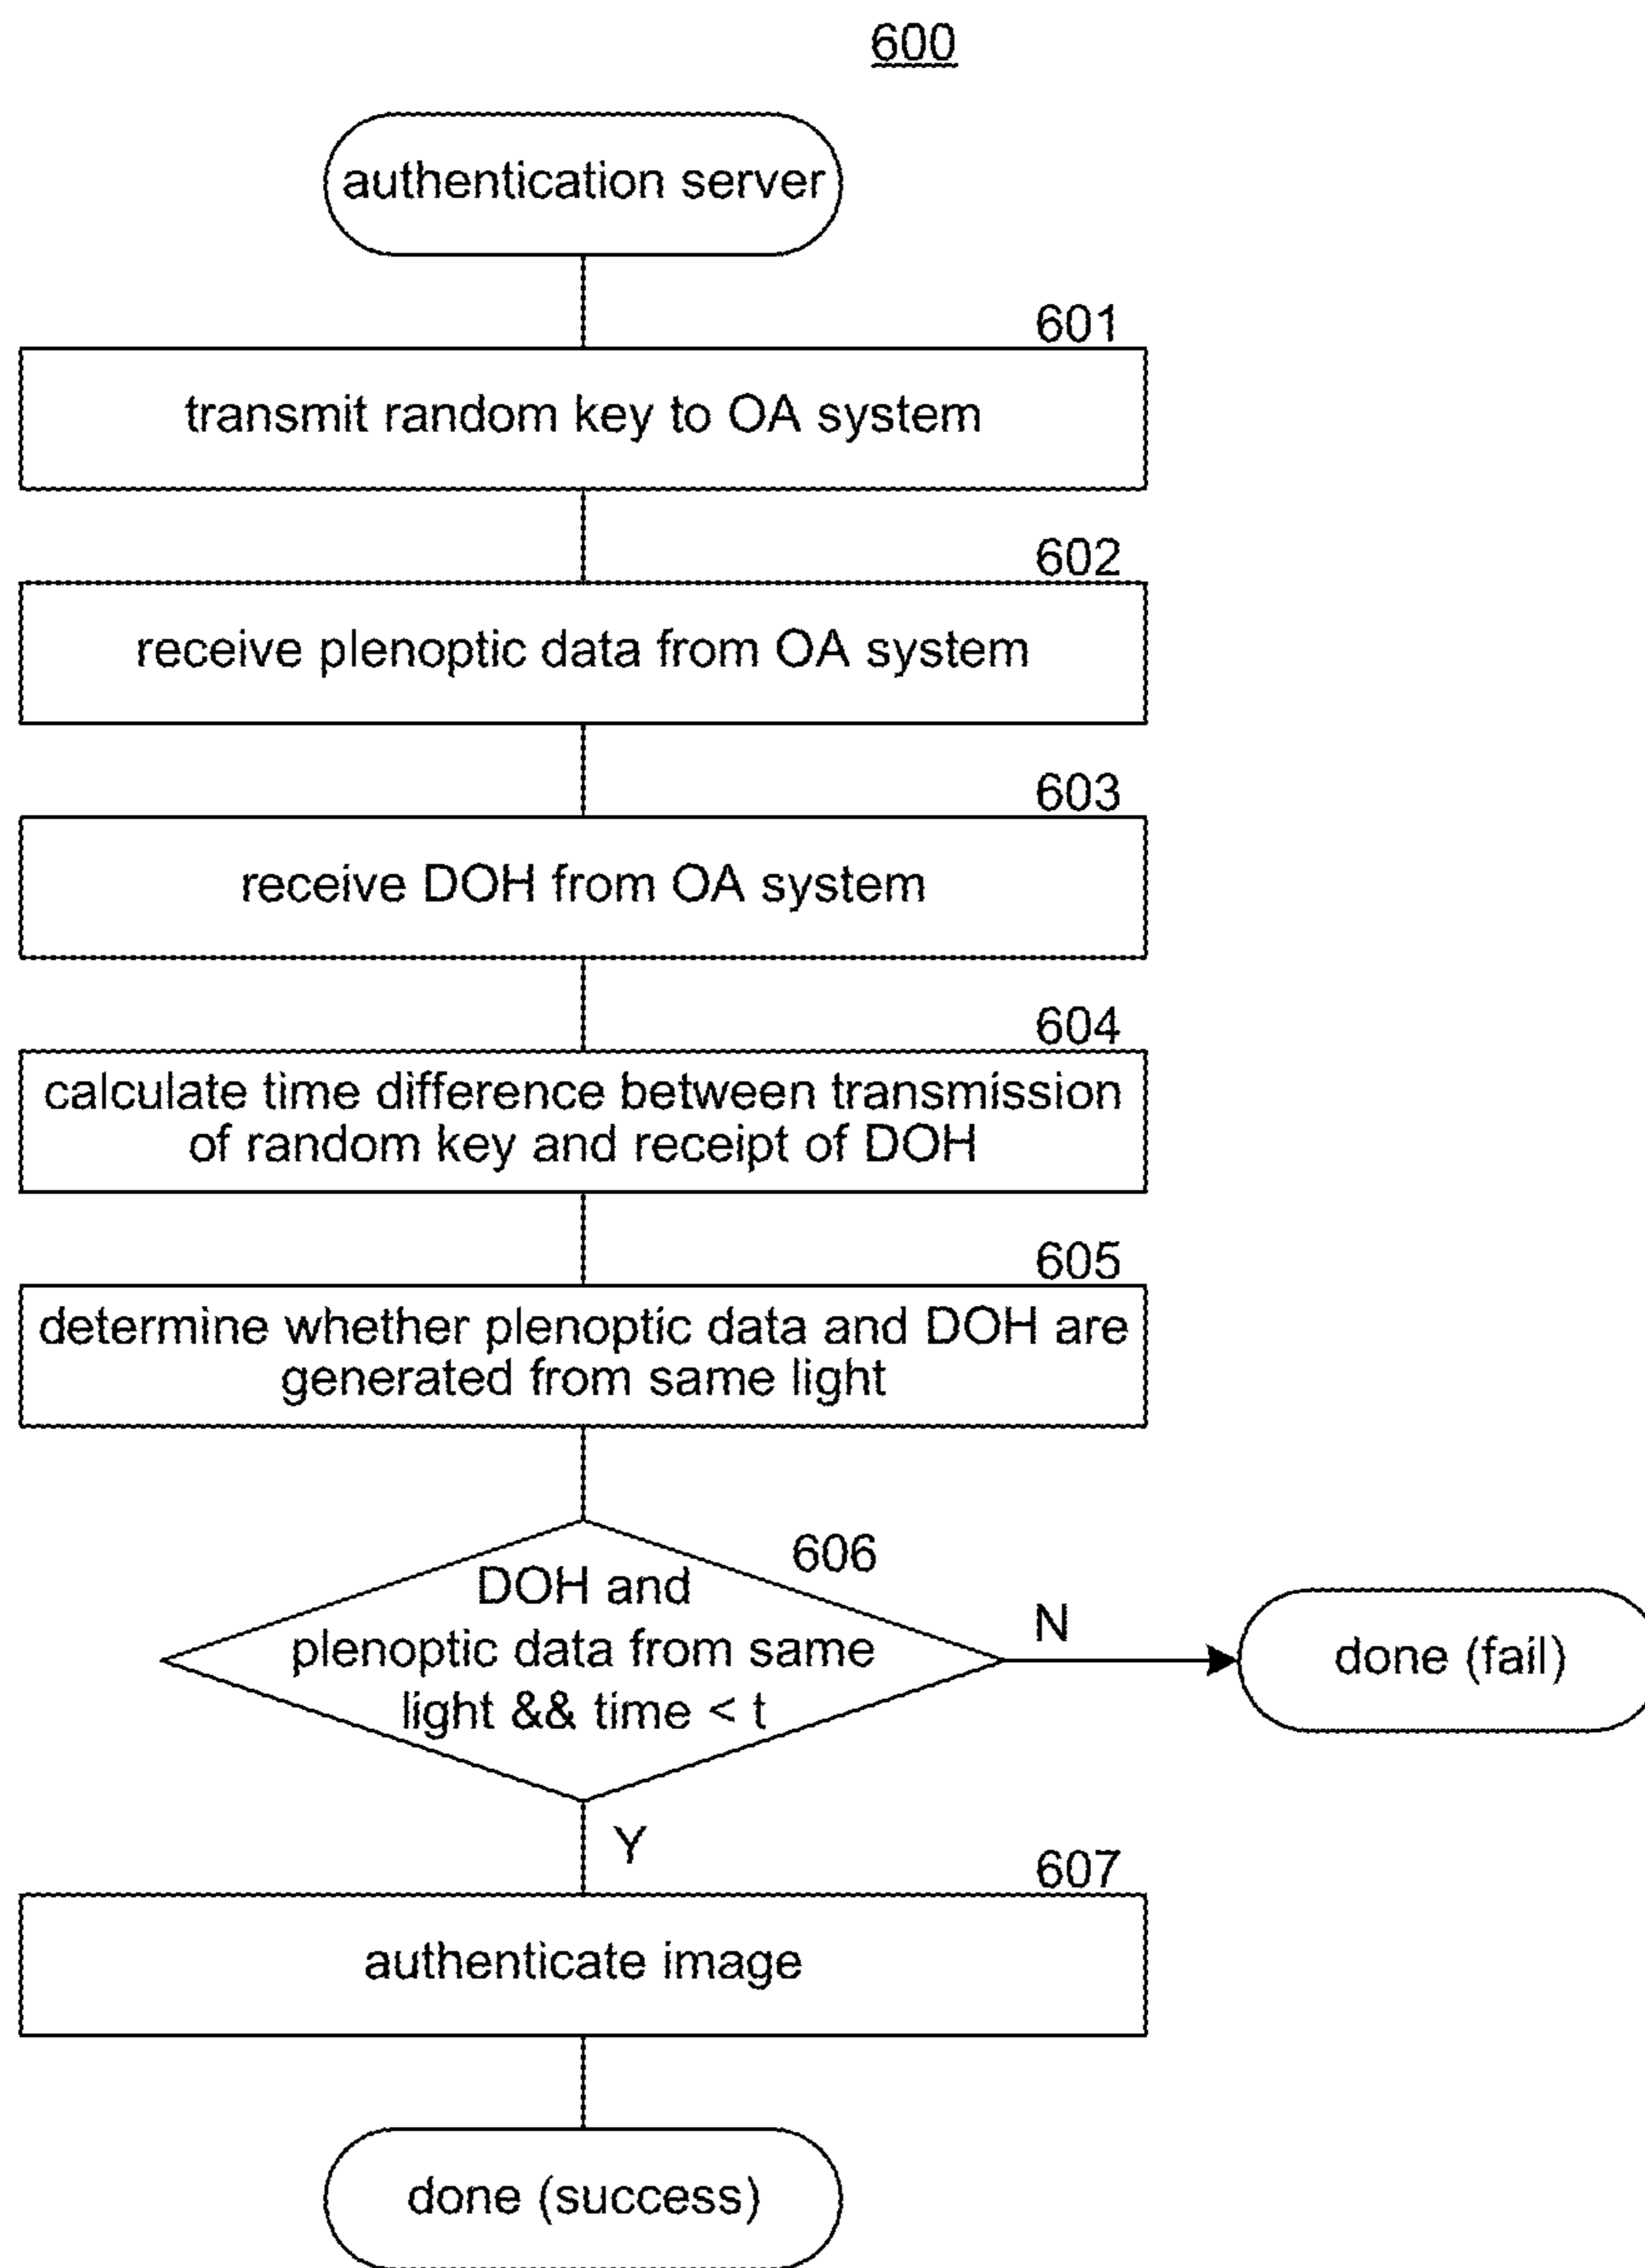 600
authentication server
601
transmit random key to OA system
602
receive plenoptic data from OA system
603
receive DOH from OA system
604
calculate time difference between transmission
of random key and receipt of DOH
605
determine whether plenoptic data and DOH are
generated from same light
606
DOH and
plenoptic data from same
light && time < t
N
done (fail)
Y
607
authenticate image
done (success)